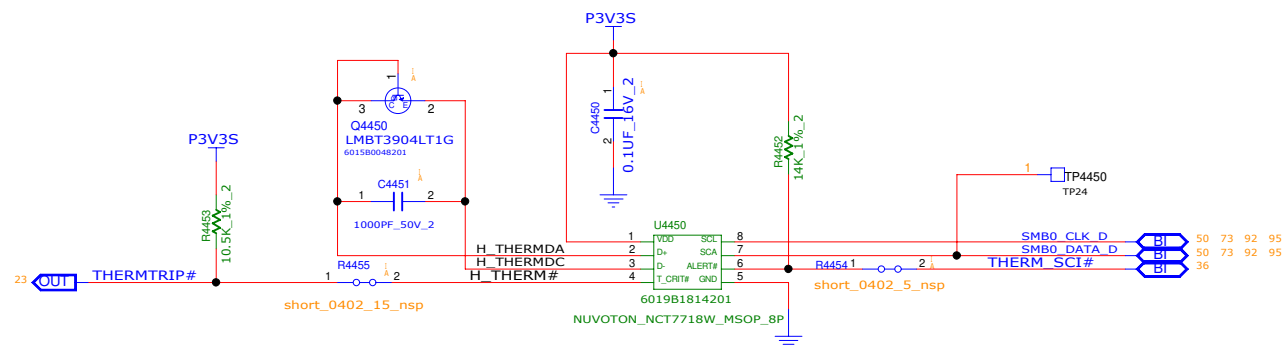 P3V3S
1
A
3
2
C
E
Q4450
LMBT3904LT1G
6015B0048201
P3V3S
R4453
10.5K_1%_2
C4451
A
1
2
1000PF_50V_2
1
A
C4450
0.1UF_16V_2
2
R4452
14K_1%_2
1
A
TP4450
TP24
U4450
H_THERMDA
H_THERMDC
H_THERM#
1 VDD
2 D+
3 D-
4 T_CRIT#
SCL 8
SCA 7
ALERT# 6
GND 5
6019B1814201
NUVOTON_NCT7718W_MSOP_8P
SMB0_CLK_D BI 50 73 92 95
SMB0_DATA_D BI 50 73 92 95
THERM_SCI# BI 36
R4454
1
2
A
short_0402_5_nsp
23 OUT THERMTRIP#
R4455
1
2
short_0402_15_nsp